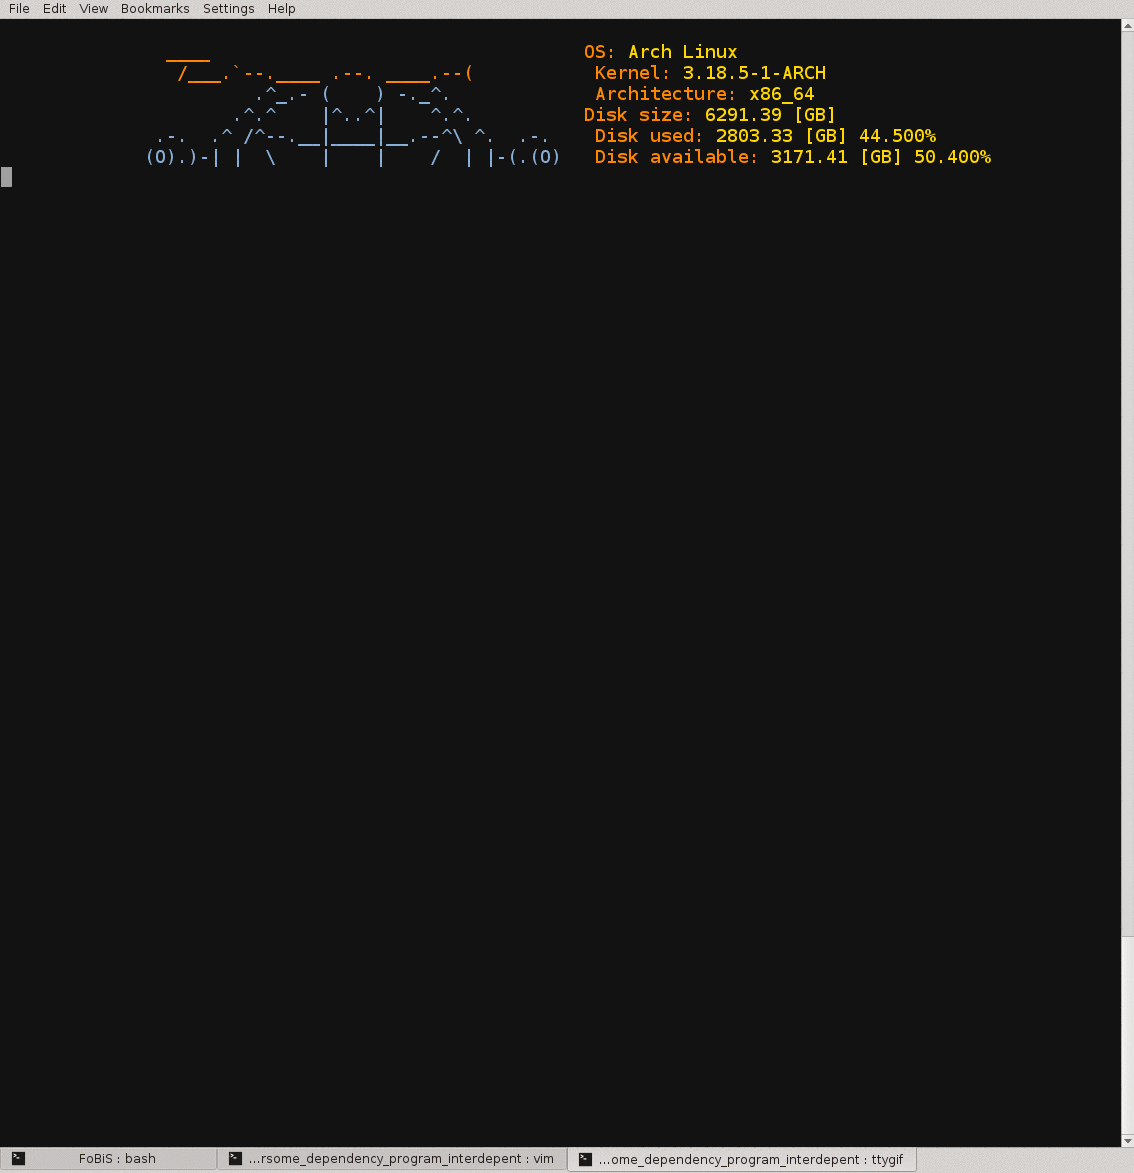 File Edit View Bookmarks Settings Help
OS: Arch Linux
Kernel: 3.18.5-1-ARCH
Architecture: x86_64
Disk size: 6291.39 [GB]
Disk used: 2803.33 [GB] 44.500%
Disk available: 3171.41 [GB] 50.400%
FoBiS : bash
...rsome_dependency_program_interdepent : vim
...ome_dependency_program_interdepent : ttygif